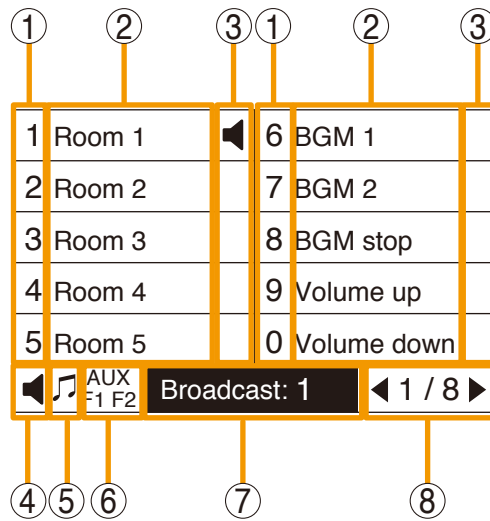 ① ② ③ ① ② ③
1 Room 1 6 BGM 1
2 Room 2 7 BGM 2
3 Room 3 8 BGM stop
4 Room 4 9 Volume up
5 Room 5 0 Volume down
AUX
F1 F2 Broadcast: 1 1 / 8
④ ⑤ ⑥ ⑦ ⑧